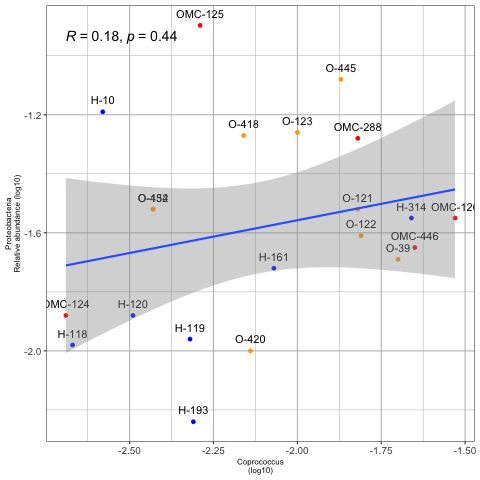 OMC-125
R = 0.18, p = 0.44
O-445
H-10
-1.2
O-418
O-123
OMC-288
O-121
H-314
O-122
-1.6
OMC-446
O-39
H-161
OMC-124
H-120
H-118
H-119
O-420
-2.0
H-193
-2.50
-2.25
-2.00
-1.75
-1.50
Proteobacteria
Relative abundance (log10)
Coprococcus
(log10)